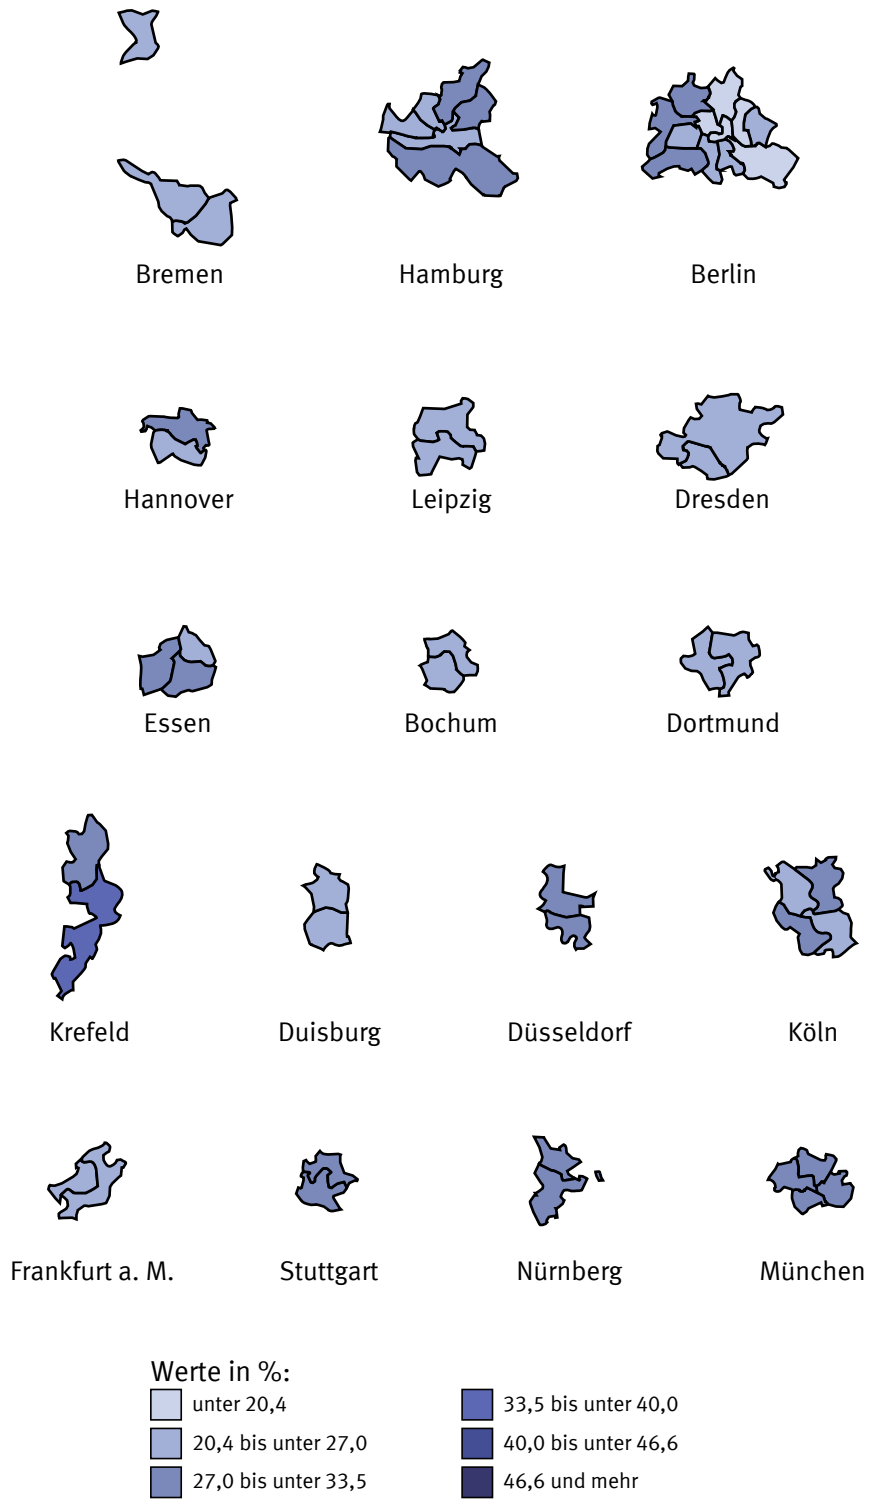 Bremen
Hamburg
Berlin
Hannover
Leipzig
Dresden
Essen
Bochum
Dortmund
Krefeld
Duisburg
Düsseldorf
Köln
Frankfurt a. M.
Stuttgart
Nürnberg
München
Werte in %:
unter 20,4
20,4 bis unter 27,0
27,0 bis unter 33,5
33,5 bis unter 40,0
40,0 bis unter 46,6
46,6 und mehr